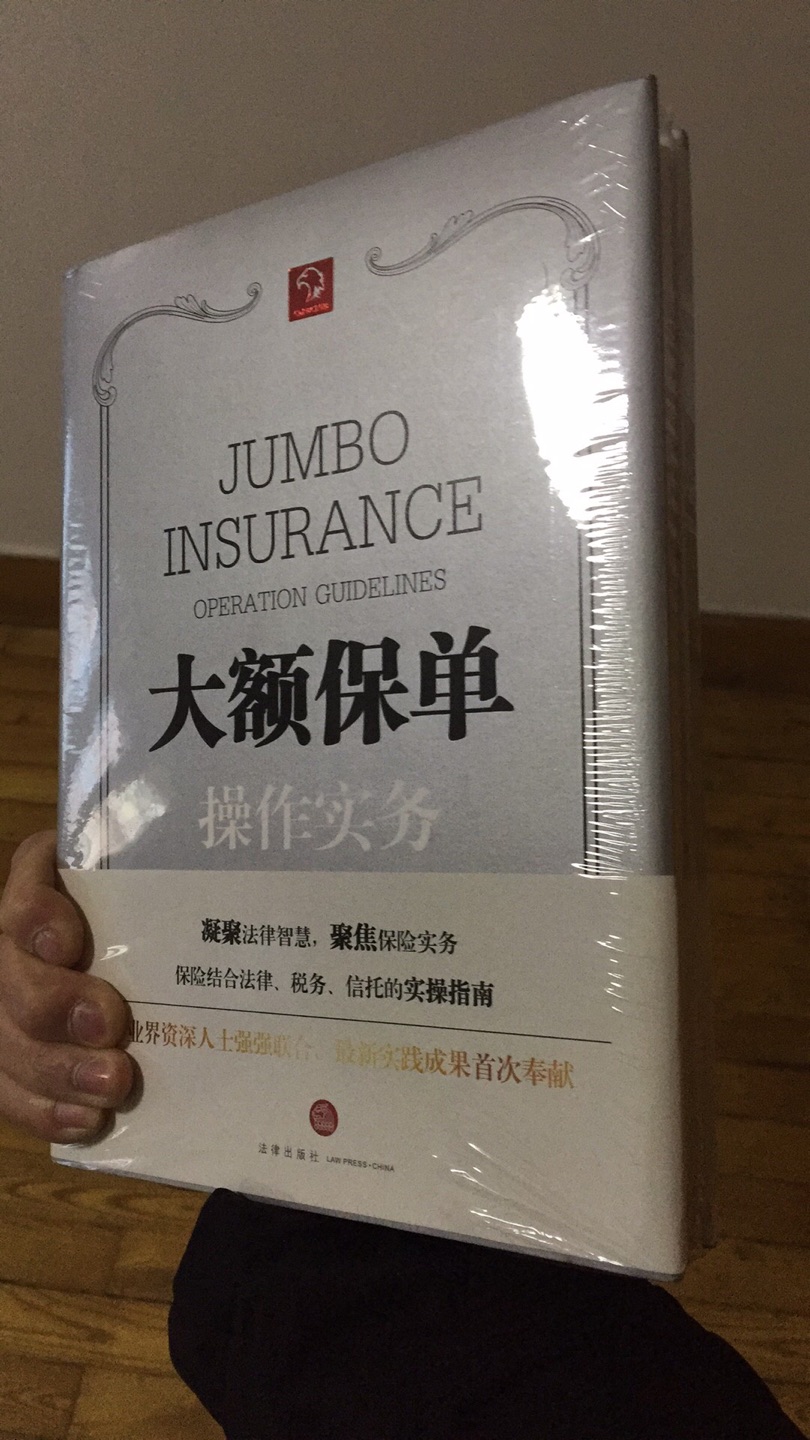 JUMBO
INSURANCE
OPERATION GUIDELINES
大额保单
操作实务
凝聚法律智慧，聚焦保险实务
保险结合法律、税务、信托的实操指南
业界资深人士强强联合、最新实践成果首次奉献
法律出版社 LAW PRESS·CHINA